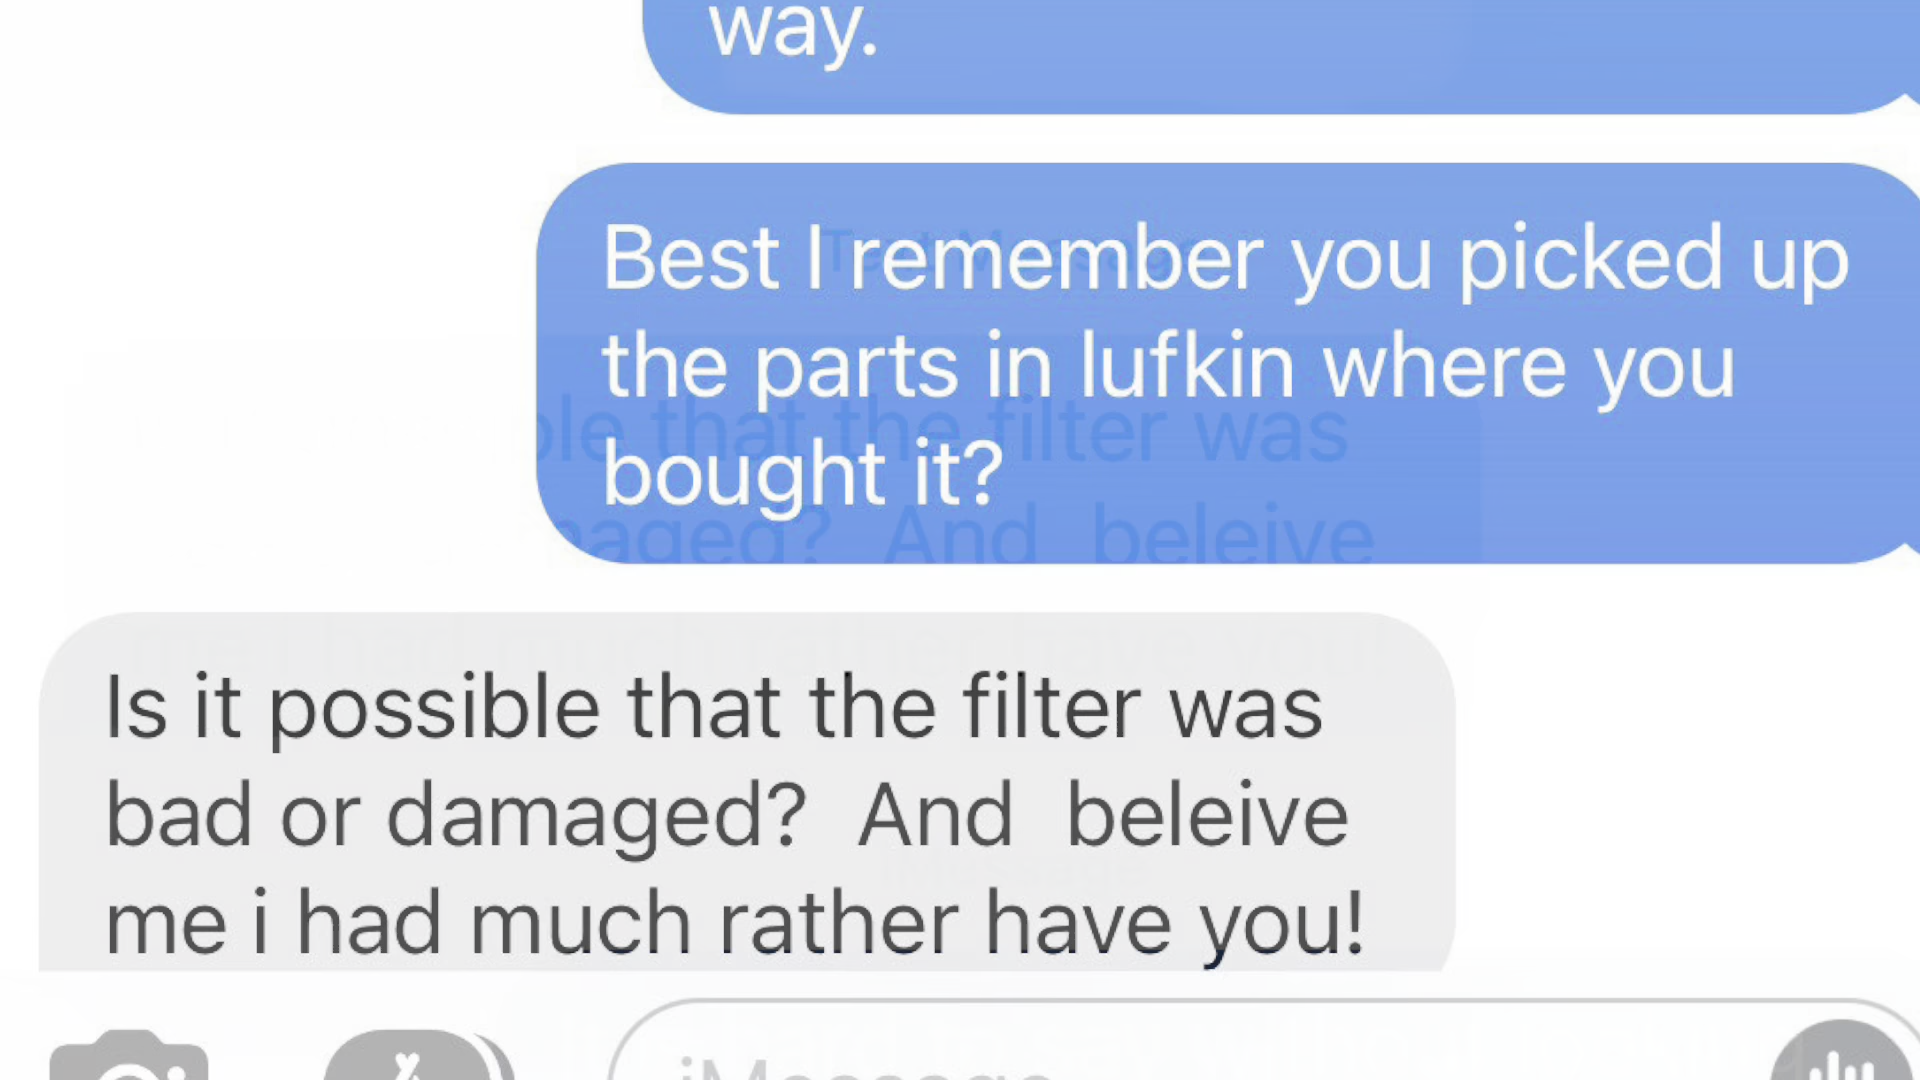 way.
Best I remember you picked up
the parts in lufkin where you
bought it?
Is it possible that the filter was
bad or damaged?  And  beleive
me i had much rather have you!
iMessage